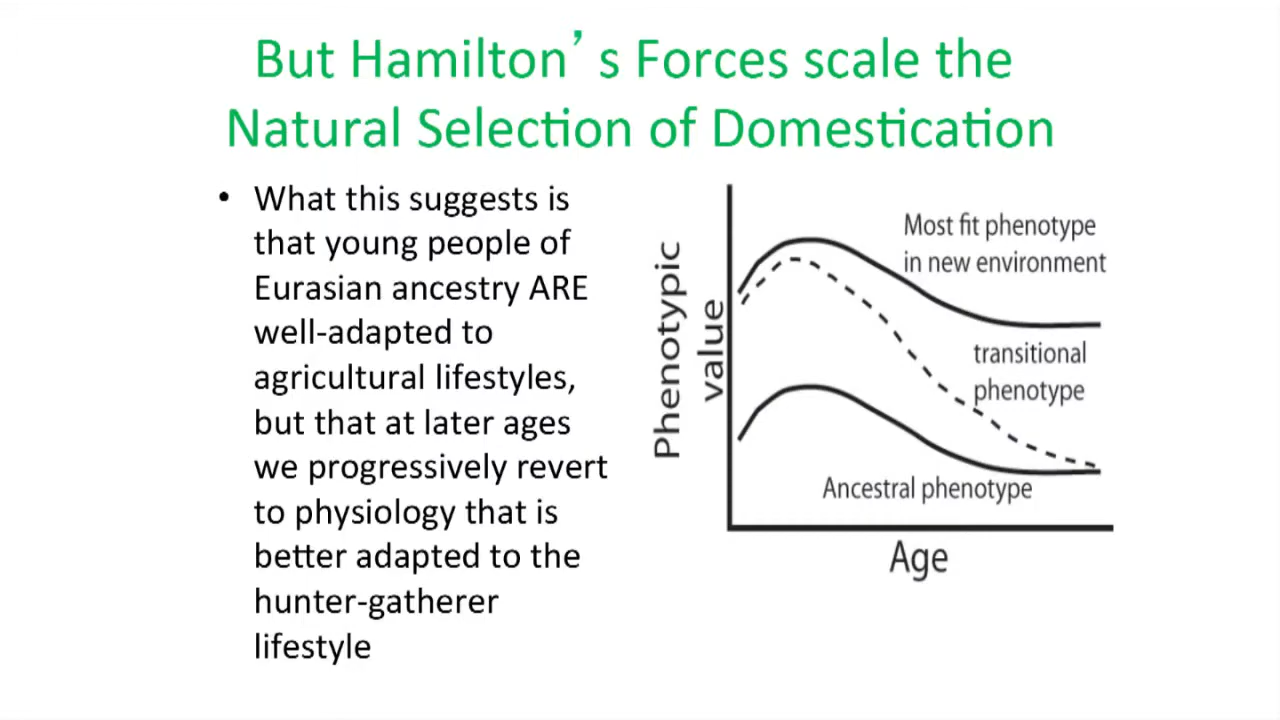 But Hamilton’s Forces scale the
Natural Selection of Domestication
• What this suggests is
that young people of
Eurasian ancestry ARE
well-adapted to
agricultural lifestyles,
but that at later ages
we progressively revert
to physiology that is
better adapted to the
hunter-gatherer
lifestyle
Phenotypic
value
Most fit phenotype
in new environment
transitional
phenotype
Ancestral phenotype
Age